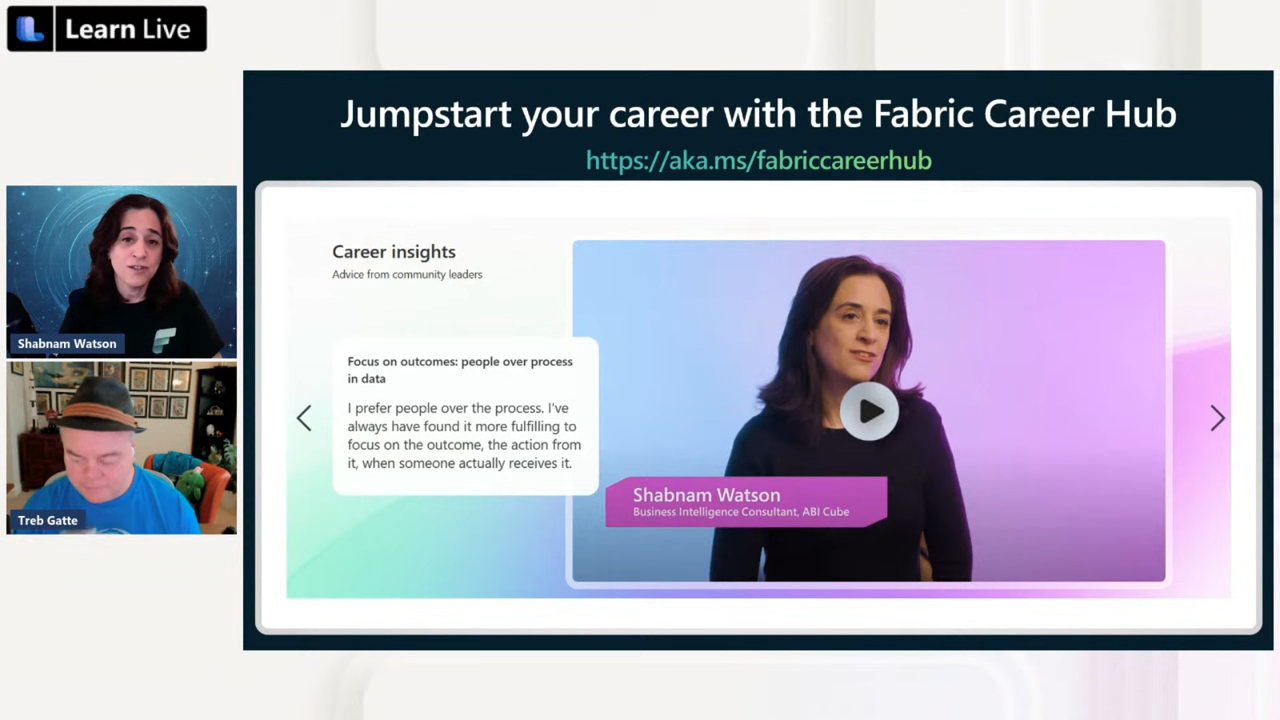 Learn Live
Jumpstart your career with the Fabric Career Hub
https://aka.ms/fabriccareerhub
Career insights
Advice from community leaders
Focus on outcomes: people over process
in data
I prefer people over the process. I've
always have found it more fulfilling to
focus on the outcome, the action from
it, when someone actually receives it.
Shabnam Watson
Business Intelligence Consultant, ABI Cube
Shabnam Watson
Treb Gatte